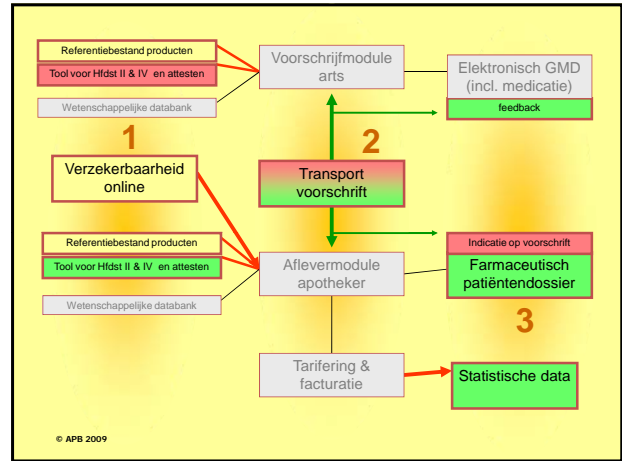 Referentiebestand producten
Tool voor Hfdst II & IV en attesten
Wetenschappelijke databank
Voorschrijfmodule
arts
Elektronisch GMD
(incl. medicatie)
feedback
1
2
Verzekerbaarheid
online
Transport
voorschrift
Referentiebestand producten
Tool voor Hfdst II & IV en attesten
Wetenschappelijke databank
Aflevermodule
apotheker
Indicatie op voorschrift
Farmaceutisch
patiëntendossier
3
Tarifering &
facturatie
Statistische data
© APB 2009